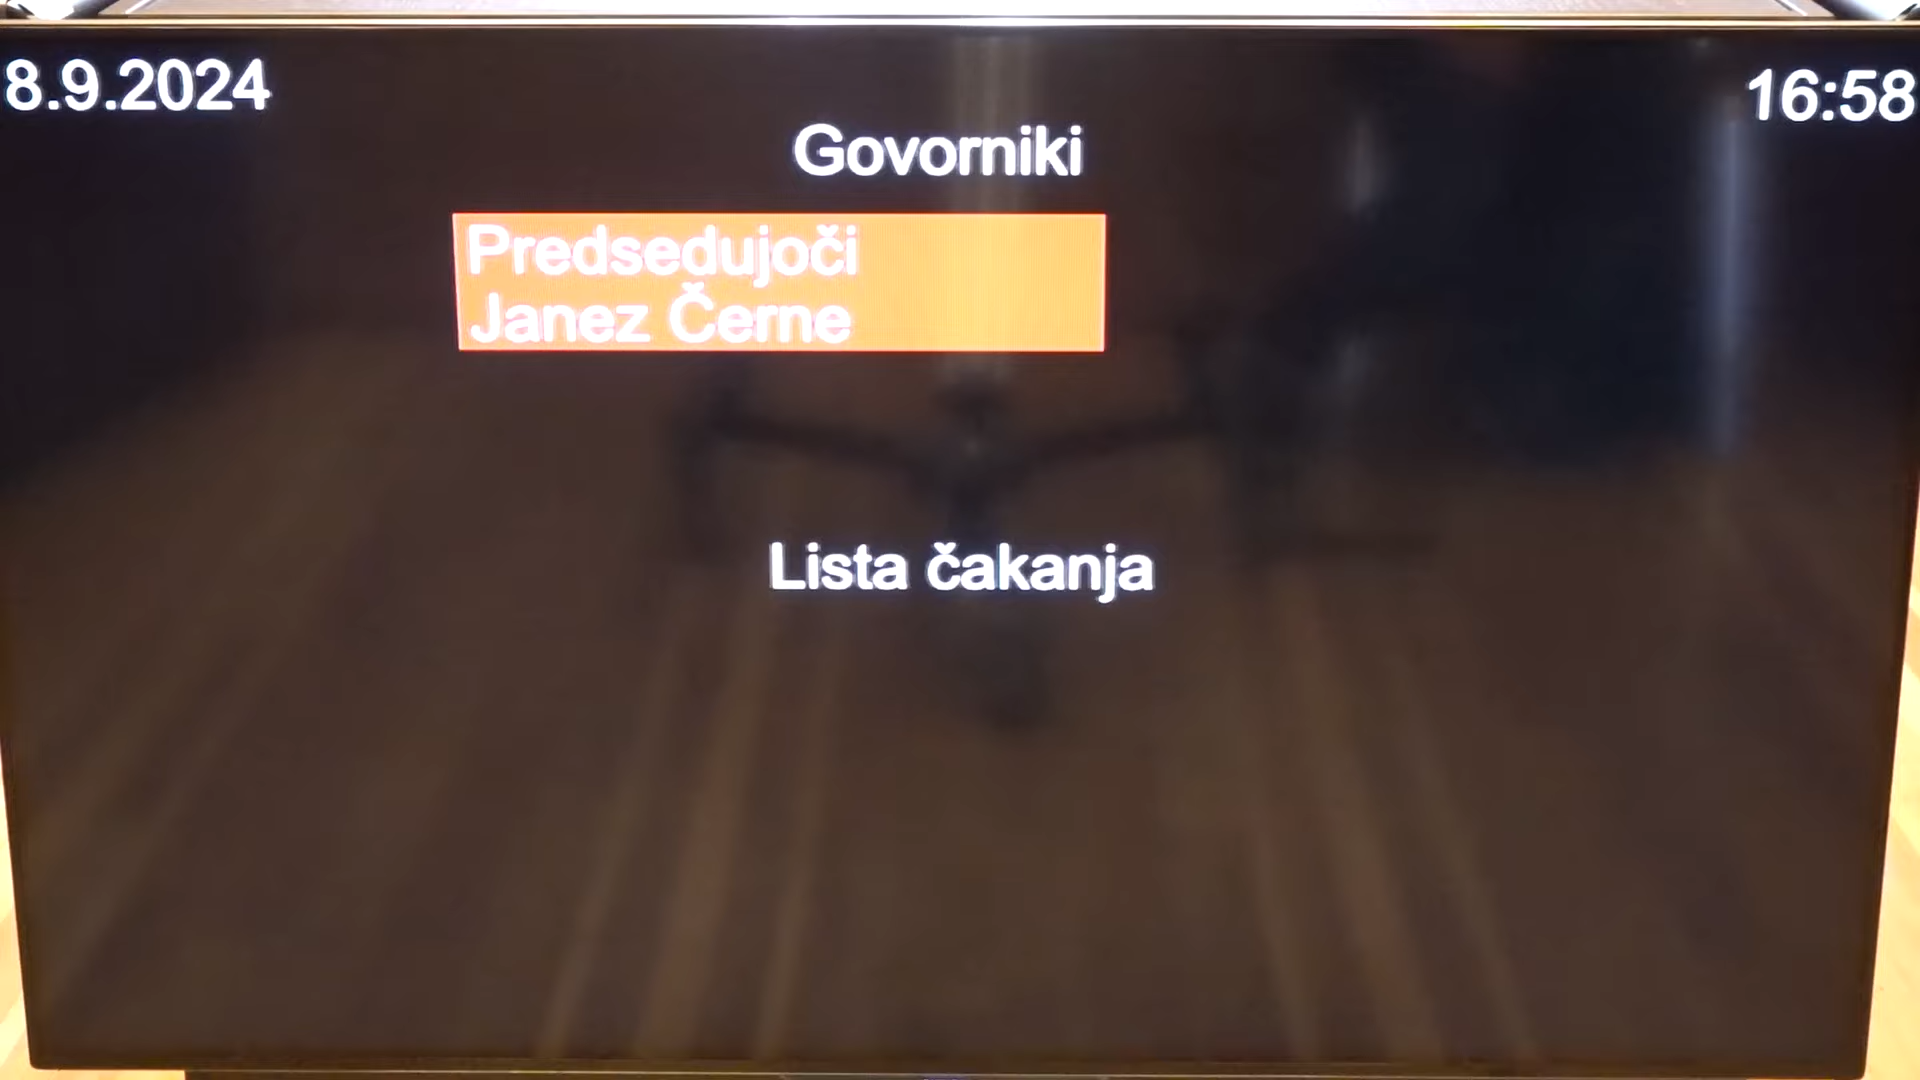 8.9.2024
16:58
Govorniki
Predsedujoči
Janez Černe
Lista čakanja